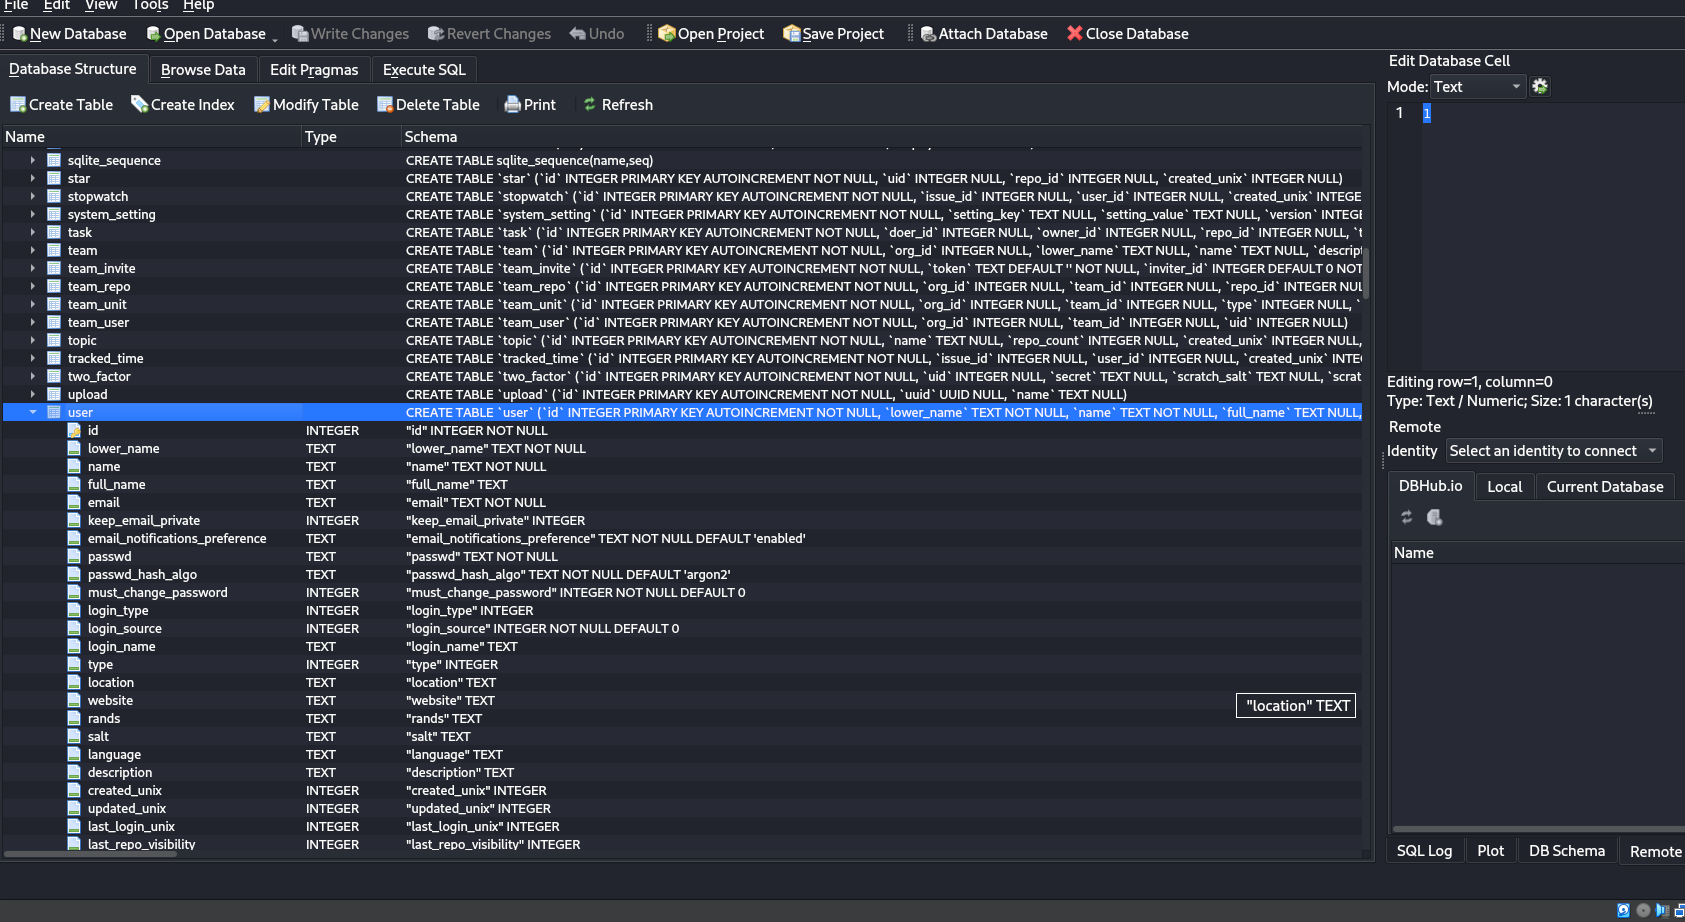 File Edit View Tools Help
New Database Open Database Write Changes Revert Changes Undo Open Project Save Project Attach Database Close Database
Database Structure Browse Data Edit Pragmas Execute SQL
Create Table Create Index Modify Table Delete Table Print Refresh
Name Type Schema
sqlite_sequence CREATE TABLE sqlite_sequence(name,seq)
star CREATE TABLE `star` (`id` INTEGER PRIMARY KEY AUTOINCREMENT NOT NULL, `uid` INTEGER NULL, `repo_id` INTEGER NULL, `created_unix` INTEGER NULL)
stopwatch CREATE TABLE `stopwatch` (`id` INTEGER PRIMARY KEY AUTOINCREMENT NOT NULL, `issue_id` INTEGER NULL, `user_id` INTEGER NULL, `created_unix` INTEGE
system_setting CREATE TABLE `system_setting` (`id` INTEGER PRIMARY KEY AUTOINCREMENT NOT NULL, `setting_key` TEXT NULL, `setting_value` TEXT NULL, `version` INTEGE
task CREATE TABLE `task` (`id` INTEGER PRIMARY KEY AUTOINCREMENT NOT NULL, `doer_id` INTEGER NULL, `owner_id` INTEGER NULL, `repo_id` INTEGER NULL, `t
team CREATE TABLE `team` (`id` INTEGER PRIMARY KEY AUTOINCREMENT NOT NULL, `org_id` INTEGER NULL, `lower_name` TEXT NULL, `name` TEXT NULL, `descrip
team_invite CREATE TABLE `team_invite` (`id` INTEGER PRIMARY KEY AUTOINCREMENT NOT NULL, `token` TEXT DEFAULT '' NOT NULL, `inviter_id` INTEGER DEFAULT 0 NOT
team_repo CREATE TABLE `team_repo` (`id` INTEGER PRIMARY KEY AUTOINCREMENT NOT NULL, `org_id` INTEGER NULL, `team_id` INTEGER NULL, `repo_id` INTEGER NUL
team_unit CREATE TABLE `team_unit` (`id` INTEGER PRIMARY KEY AUTOINCREMENT NOT NULL, `org_id` INTEGER NULL, `team_id` INTEGER NULL, `type` INTEGER NULL, `
team_user CREATE TABLE `team_user` (`id` INTEGER PRIMARY KEY AUTOINCREMENT NOT NULL, `org_id` INTEGER NULL, `team_id` INTEGER NULL, `uid` INTEGER NULL)
topic CREATE TABLE `topic` (`id` INTEGER PRIMARY KEY AUTOINCREMENT NOT NULL, `name` TEXT NULL, `repo_count` INTEGER NULL, `created_unix` INTEGER NULL,
tracked_time CREATE TABLE `tracked_time` (`id` INTEGER PRIMARY KEY AUTOINCREMENT NOT NULL, `issue_id` INTEGER NULL, `user_id` INTEGER NULL, `created_unix` INTE
two_factor CREATE TABLE `two_factor` (`id` INTEGER PRIMARY KEY AUTOINCREMENT NOT NULL, `uid` INTEGER NULL, `secret` TEXT NULL, `scratch_salt` TEXT NULL, `scrat
upload CREATE TABLE `upload` (`id` INTEGER PRIMARY KEY AUTOINCREMENT NOT NULL, `uuid` UUID NULL, `name` TEXT NULL)
user CREATE TABLE `user` (`id` INTEGER PRIMARY KEY AUTOINCREMENT NOT NULL, `lower_name` TEXT NOT NULL, `name` TEXT NOT NULL, `full_name` TEXT NULL,
id INTEGER "id" INTEGER NOT NULL
lower_name TEXT "lower_name" TEXT NOT NULL
name TEXT "name" TEXT NOT NULL
full_name TEXT "full_name" TEXT
email TEXT "email" TEXT NOT NULL
keep_email_private INTEGER "keep_email_private" INTEGER
email_notifications_preference TEXT "email_notifications_preference" TEXT NOT NULL DEFAULT 'enabled'
passwd TEXT "passwd" TEXT NOT NULL
passwd_hash_algo TEXT "passwd_hash_algo" TEXT NOT NULL DEFAULT 'argon2'
must_change_password INTEGER "must_change_password" INTEGER NOT NULL DEFAULT 0
login_type INTEGER "login_type" INTEGER
login_source INTEGER "login_source" INTEGER NOT NULL DEFAULT 0
login_name TEXT "login_name" TEXT
type INTEGER "type" INTEGER
location TEXT "location" TEXT
website TEXT "website" TEXT
"location" TEXT
rands TEXT "rands" TEXT
salt TEXT "salt" TEXT
language TEXT "language" TEXT
description TEXT "description" TEXT
created_unix INTEGER "created_unix" INTEGER
updated_unix INTEGER "updated_unix" INTEGER
last_login_unix INTEGER "last_login_unix" INTEGER
last_repo_visibility INTEGER "last_repo_visibility" INTEGER
Edit Database Cell
Mode: Text
1 1
Editing row=1, column=0
Type: Text / Numeric; Size: 1 character(s)
Remote
Identity Select an identity to connect
DBHub.io Local Current Database
Name
SQL Log Plot DB Schema Remote